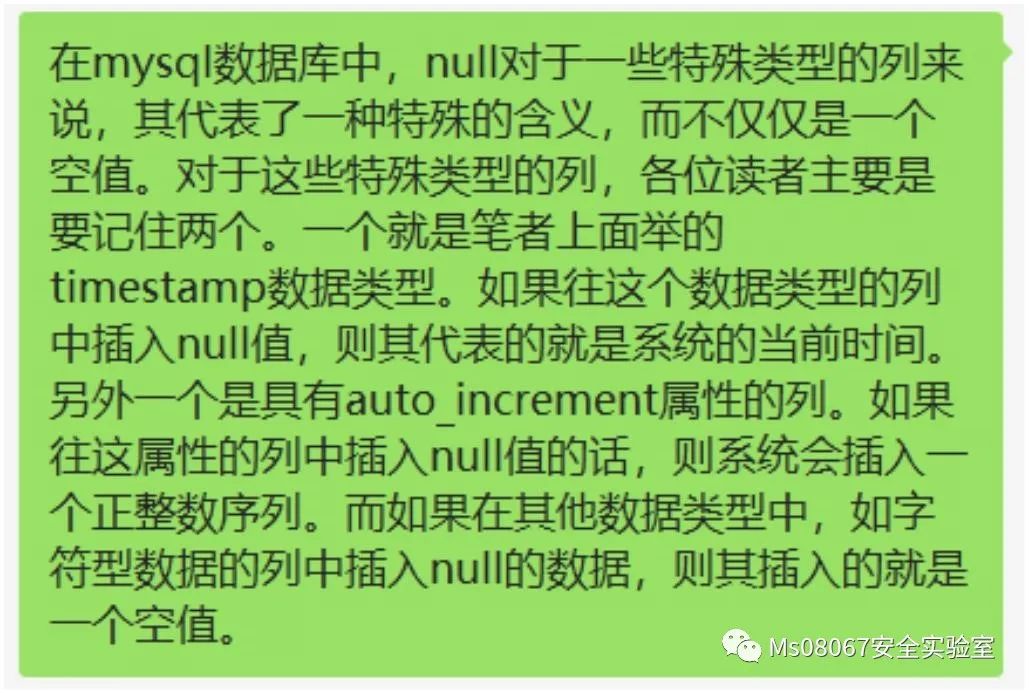 在mysql数据库中，null对于一些特殊类型的列来
说，其代表了一种特殊的含义，而不仅仅是一个
空值。对于这些特殊类型的列，各位读者主要是
要记住两个。一个就是笔者上面举的
timestamp数据类型。如果往这个数据类型的列
中插入null值，则其代表的就是系统的当前时间。
另外一个是具有auto_increment属性的列。如果
往这属性的列中插入null值的话，则系统会插入一
个正整数序列。而如果在其他数据类型中，如字
符型数据的列中插入null的数据，则其插入的就是
一个空值。
Ms08067安全实验室